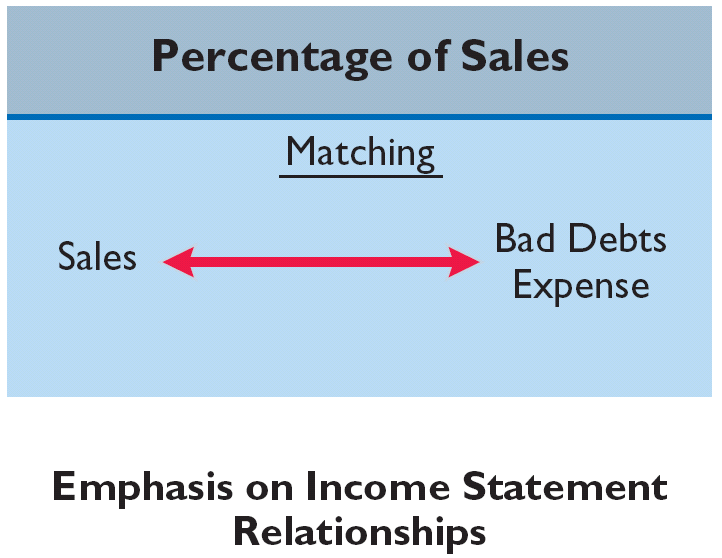 Percentage of Sales
Matching
Sales
Bad Debts
Expense
Emphasis on Income Statement
Relationships